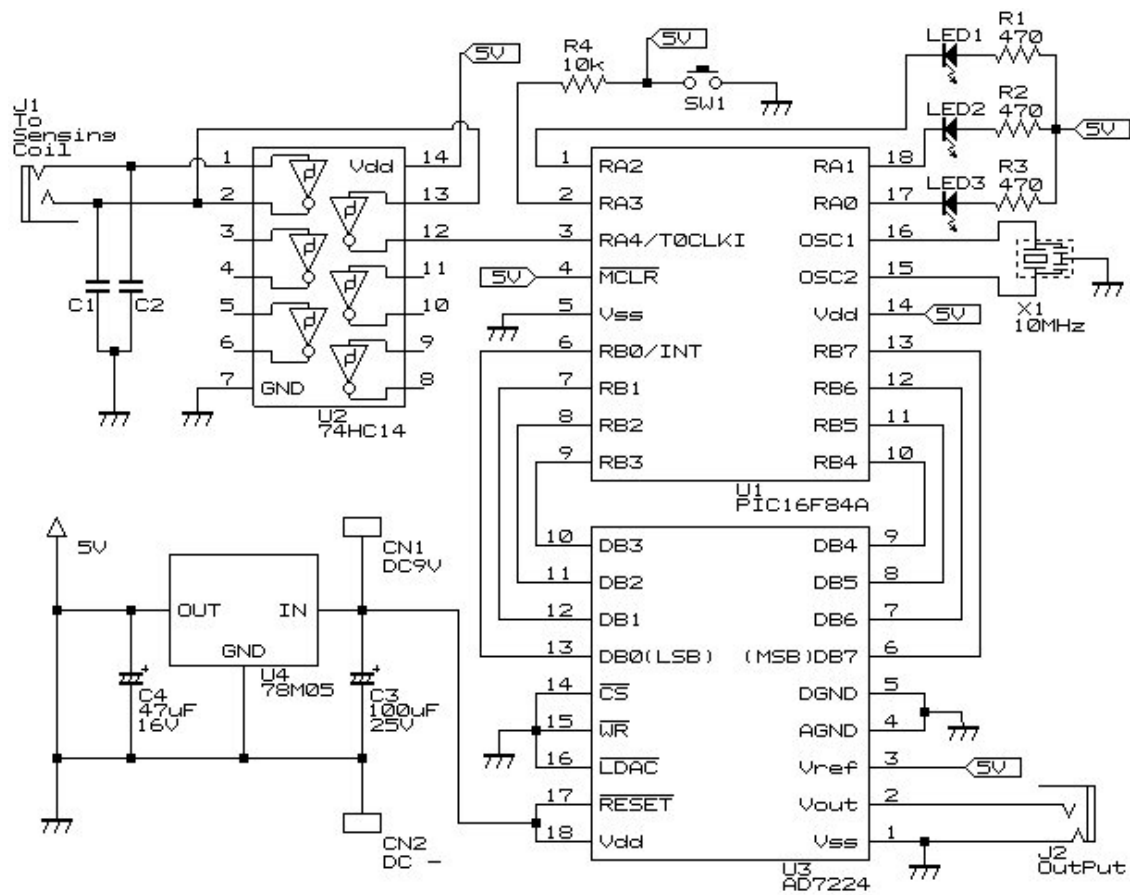 J1
To
Sensing
Coil
C1
C2
5V
1
2
3
4
5
6
7
Vdd
GND
14
13
12
11
10
9
8
U2
74HC14
R4
10k
5V
SW1
LED1
R1
470
LED2
R2
470
5V
LED3
R3
470
1 RA2 RA1 18
2 RA3 RA0 17
3 RA4/T0CLKI OSC1 16
5V 4 MCLR OSC2 15
5 Vss Vdd 14 5V
6 RB0/INT RB7 13
7 RB1 RB6 12
8 RB2 RB5 11
9 RB3 RB4 10
U1
PIC16F84A
X1
10MHz
5V
OUT IN
GND
U4
78M05
+
C4
47uF
16V
+
C3
100uF
25V
CN1
DC9V
CN2
DC -
10 DB3 DB4 9
11 DB2 DB5 8
12 DB1 DB6 7
13 DB0(LSB) (MSB)DB7 6
14 CS DGND 5
15 WR AGND 4
16 LDAC Vref 3 5V
17 RESET Vout 2
18 Vdd Vss 1
U3
AD7224
J2
OutPut